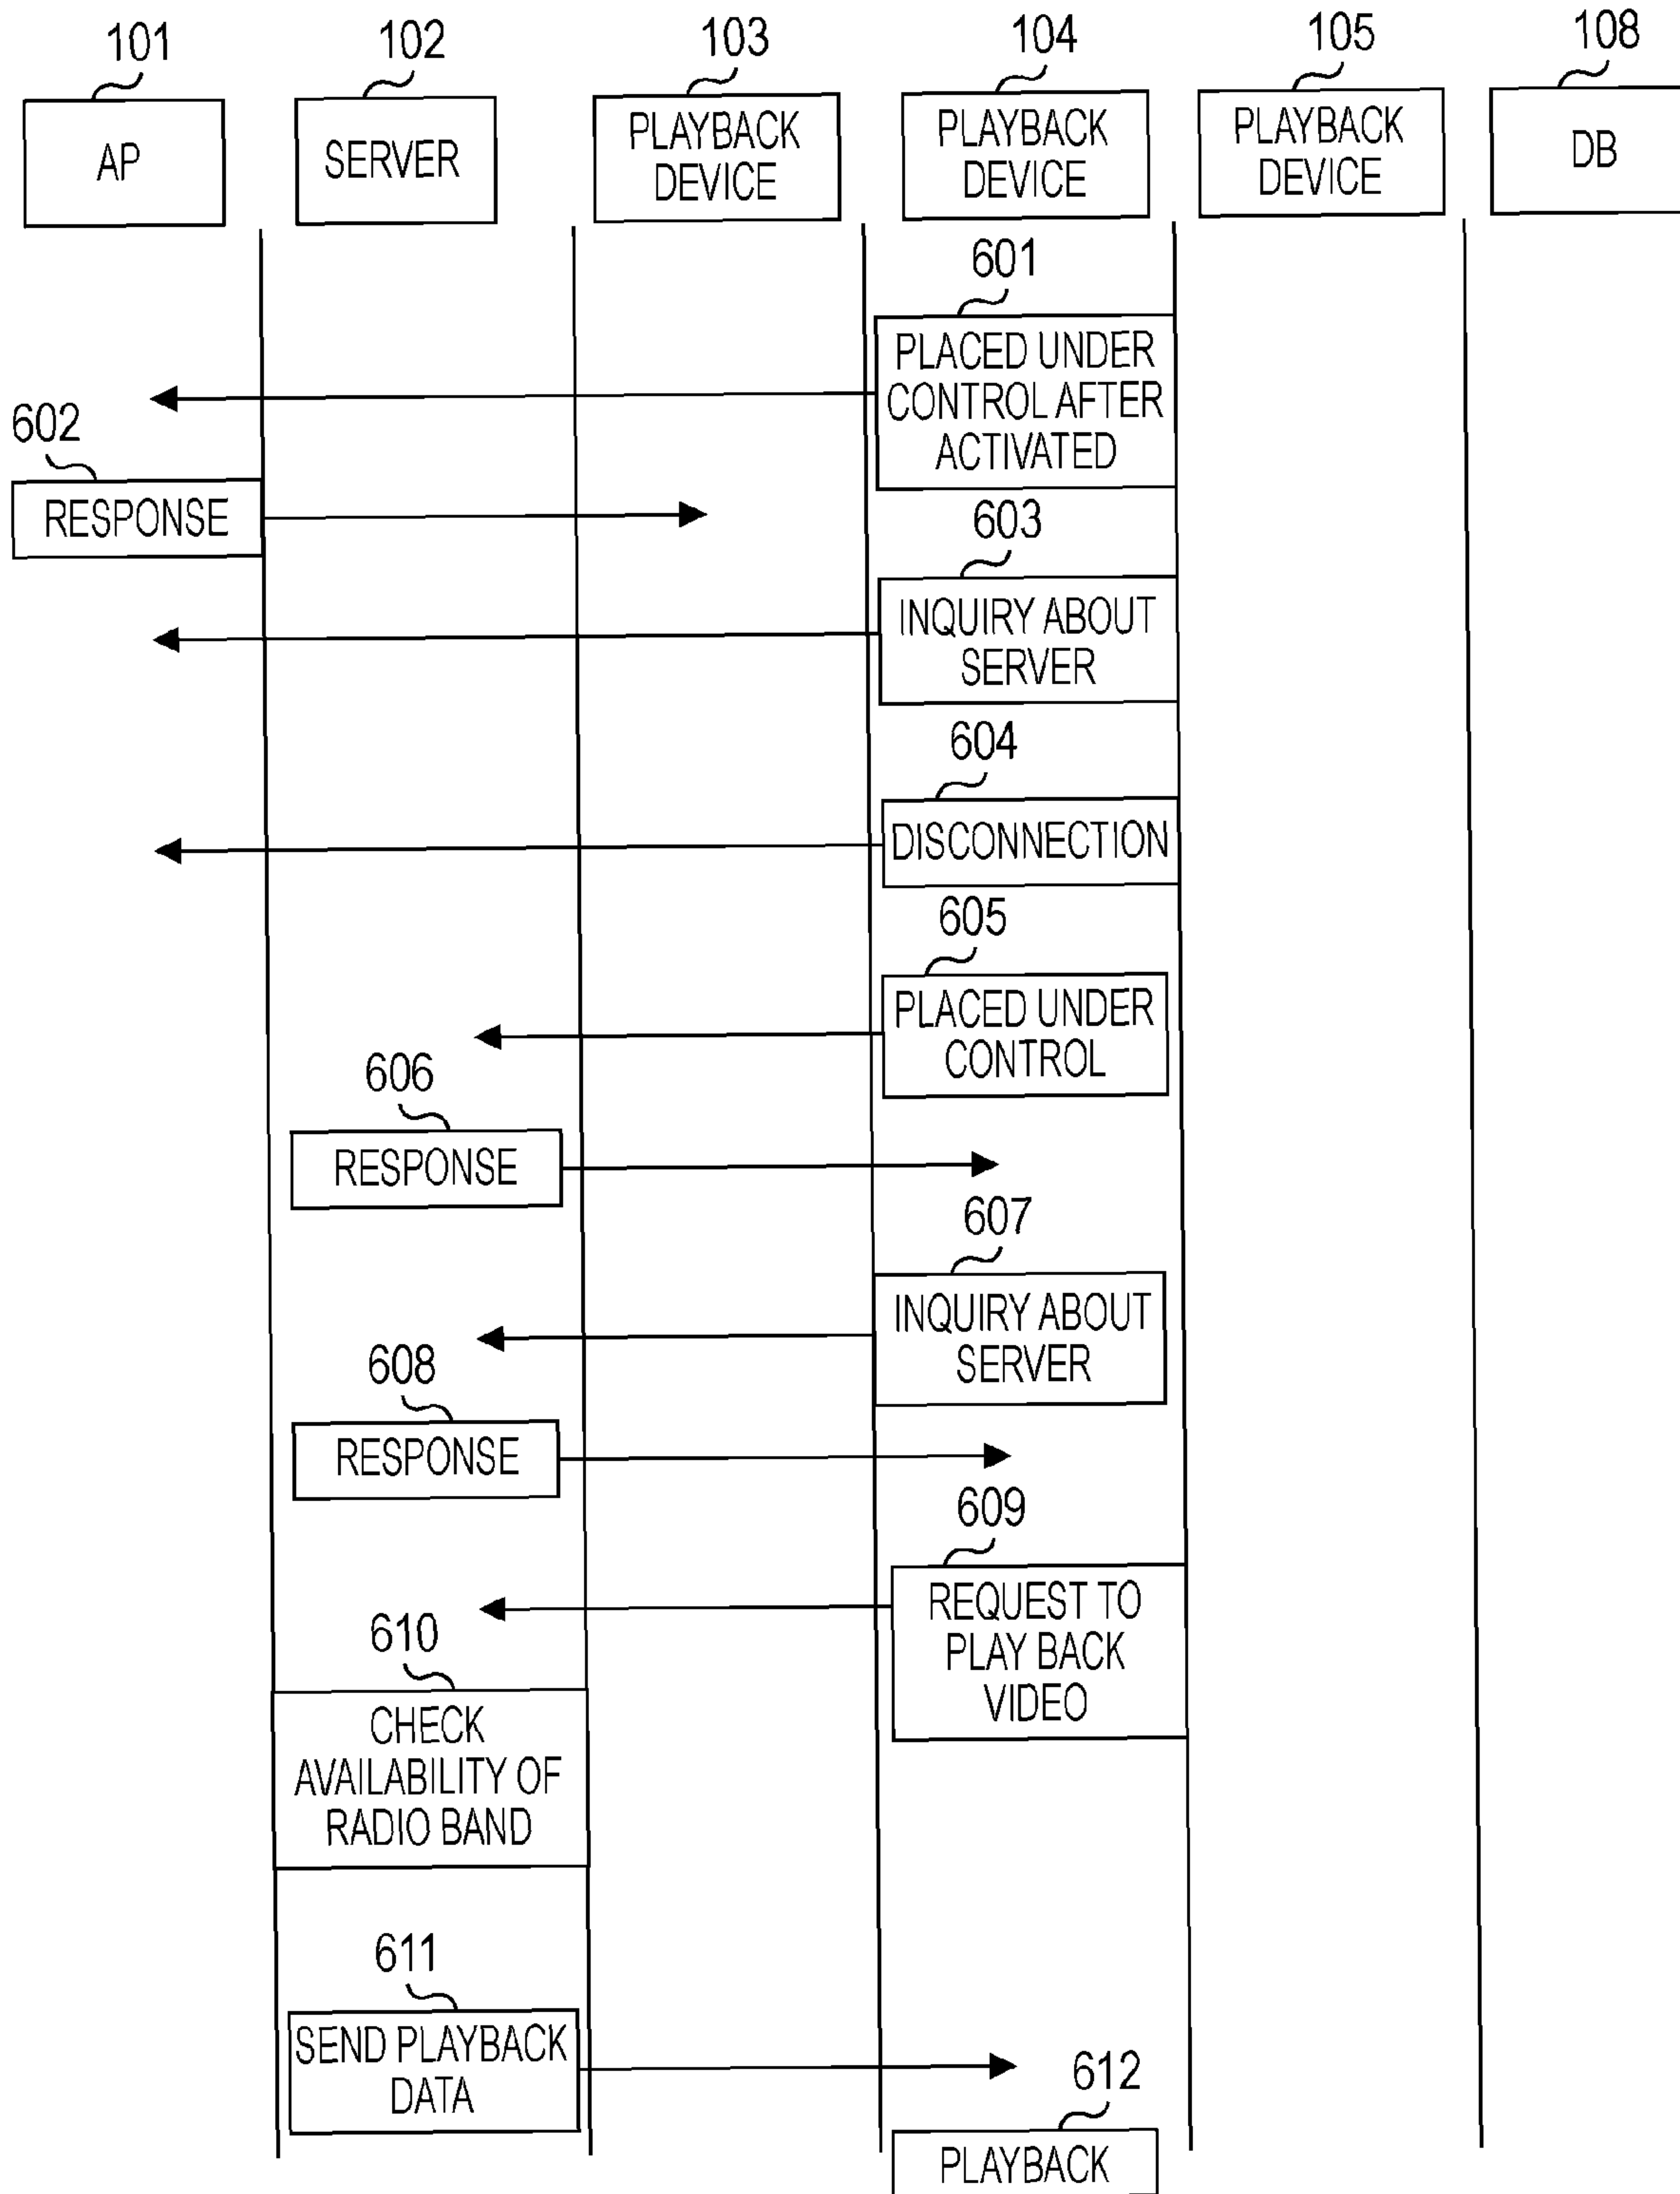 101
102
103
104
105
108
AP
SERVER
PLAYBACK
DEVICE
PLAYBACK
DEVICE
PLAYBACK
DEVICE
DB
601
PLACED UNDER
CONTROL AFTER
ACTIVATED
602
RESPONSE
603
INQUIRY ABOUT
SERVER
604
DISCONNECTION
605
PLACED UNDER
CONTROL
606
RESPONSE
607
INQUIRY ABOUT
SERVER
608
RESPONSE
609
REQUEST TO
PLAY BACK
VIDEO
610
CHECK
AVAILABILITY OF
RADIO BAND
611
SEND PLAYBACK
DATA
612
PLAYBACK